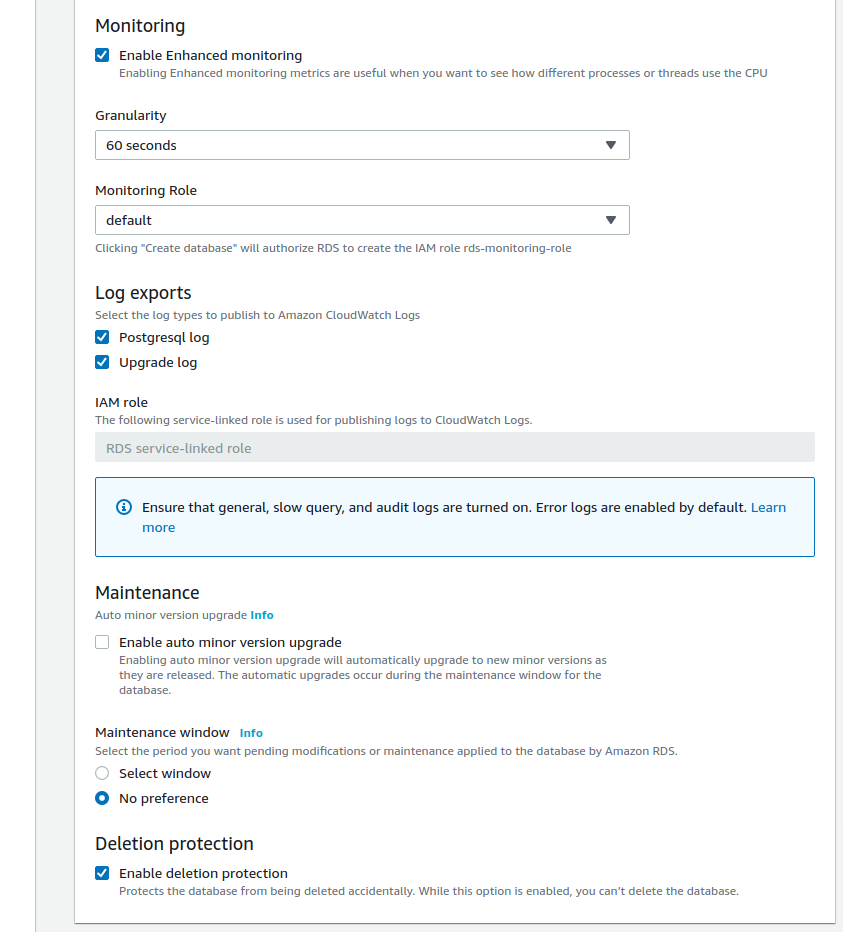 Monitoring
Enable Enhanced monitoring
Enabling Enhanced monitoring metrics are useful when you want to see how different processes or threads use the CPU
Granularity
60 seconds
Monitoring Role
default
Clicking "Create database" will authorize RDS to create the IAM role rds-monitoring-role
Log exports
Select the log types to publish to Amazon CloudWatch Logs
Postgresql log
Upgrade log
IAM role
The following service-linked role is used for publishing logs to CloudWatch Logs.
RDS service-linked role
Ensure that general, slow query, and audit logs are turned on. Error logs are enabled by default. Learn
more
Maintenance
Auto minor version upgrade Info
Enable auto minor version upgrade
Enabling auto minor version upgrade will automatically upgrade to new minor versions as
they are released. The automatic upgrades occur during the maintenance window for the
database.
Maintenance window Info
Select the period you want pending modifications or maintenance applied to the database by Amazon RDS.
Select window
No preference
Deletion protection
Enable deletion protection
Protects the database from being deleted accidentally. While this option is enabled, you can’t delete the database.